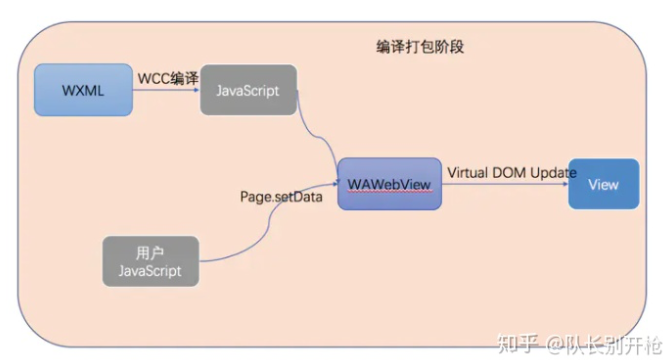 编译打包阶段
WXML
WCC编译
JavaScript
WAWebView
Virtual DOM Update
View
Page.setData
用户
JavaScript
知乎 @队长别开枪